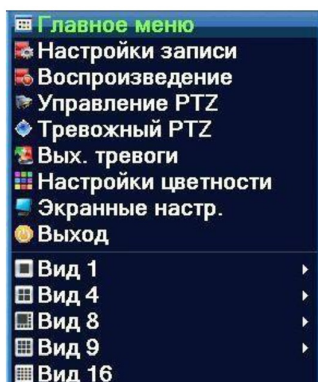 Главное меню
Настройки записи
Воспроизведение
Управление PTZ
Тревожный PTZ
Вых. тревоги
Настройки цветности
Экранные настр.
Выход
Вид 1
Вид 4
Вид 8
Вид 9
Вид 16